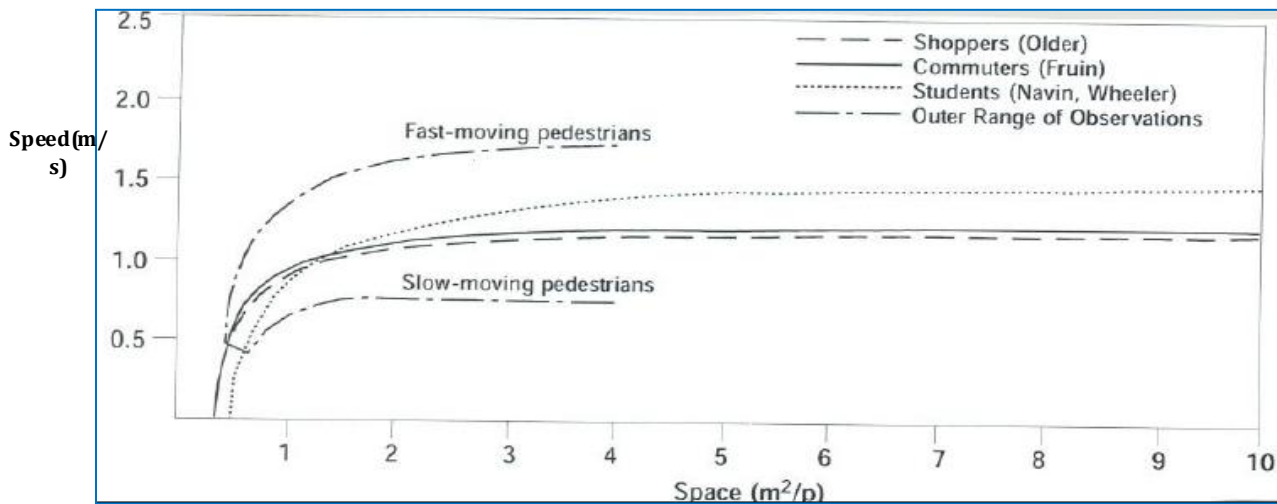 2.5
Shoppers (Older)
Commuters (Fruin)
Students (Navin, Wheeler)
Outer Range of Observations
2.0
Speed(m/
s)
Fast-moving pedestrians
1.5
1.0
Slow-moving pedestrians
0.5
1 2 3 4 5 6 7 8 9 10
Space (m²/p)